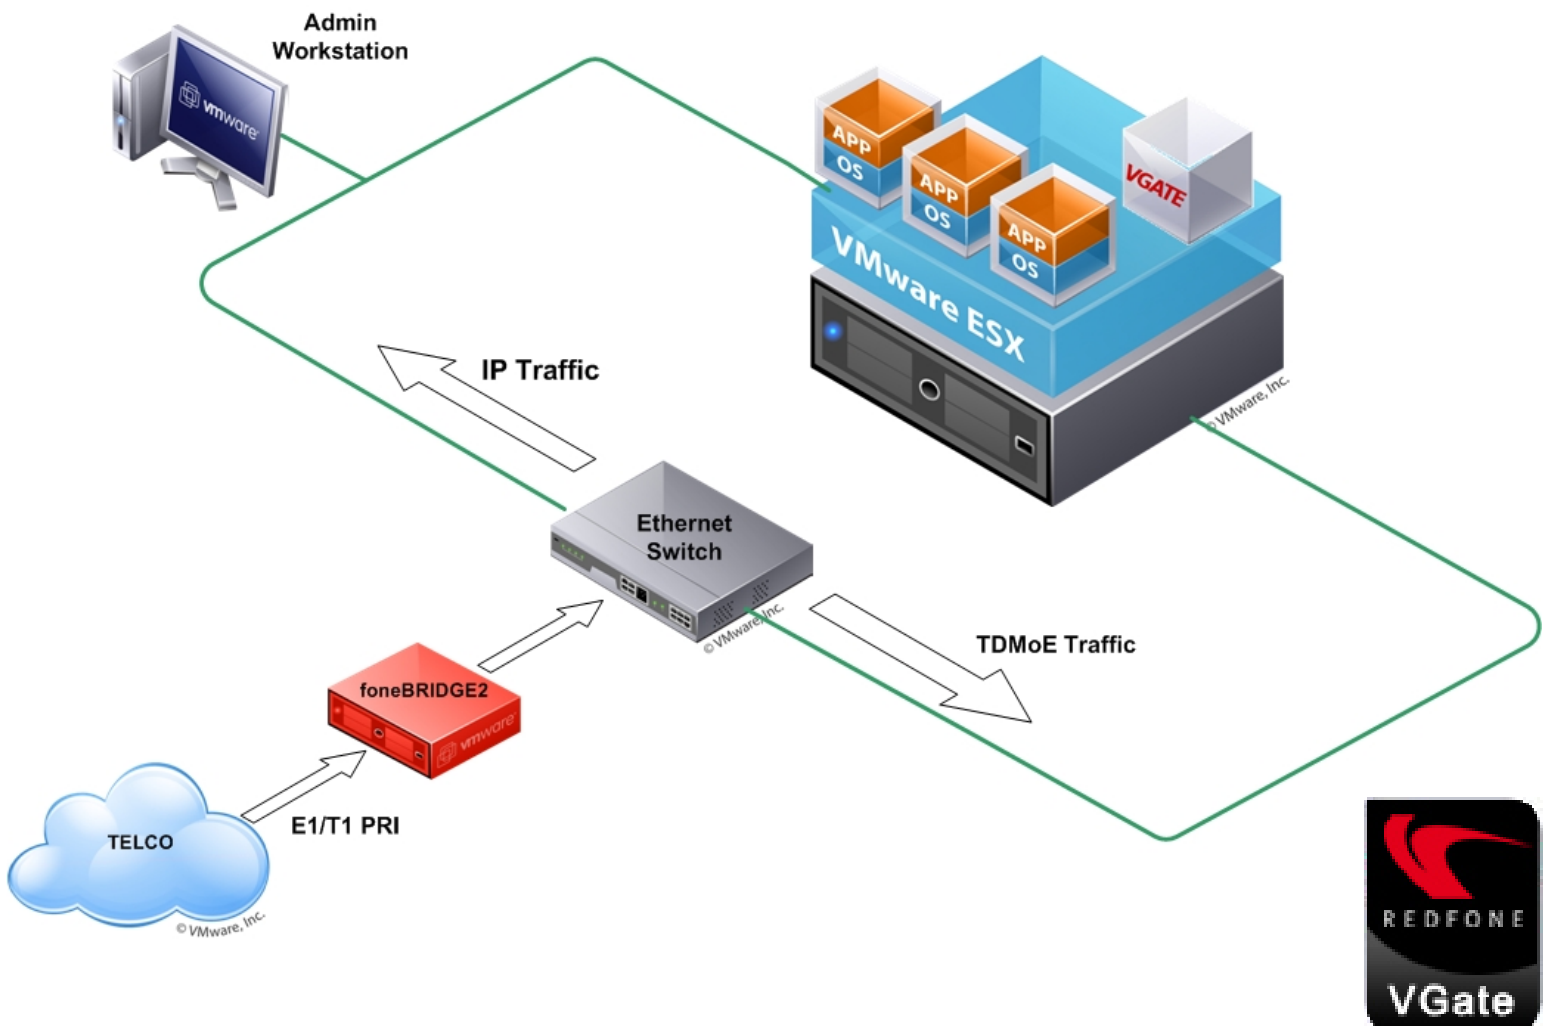 Admin
Workstation
vmware
APP
OS
APP
OS
APP
OS
VGATE
VMware ESX
© VMware, Inc.
IP Traffic
Ethernet
Switch
© VMware, Inc.
TDMoE Traffic
foneBRIDGE2
vmware
TELCO
E1/T1 PRI
© VMware, Inc.
REDFONE
VGate